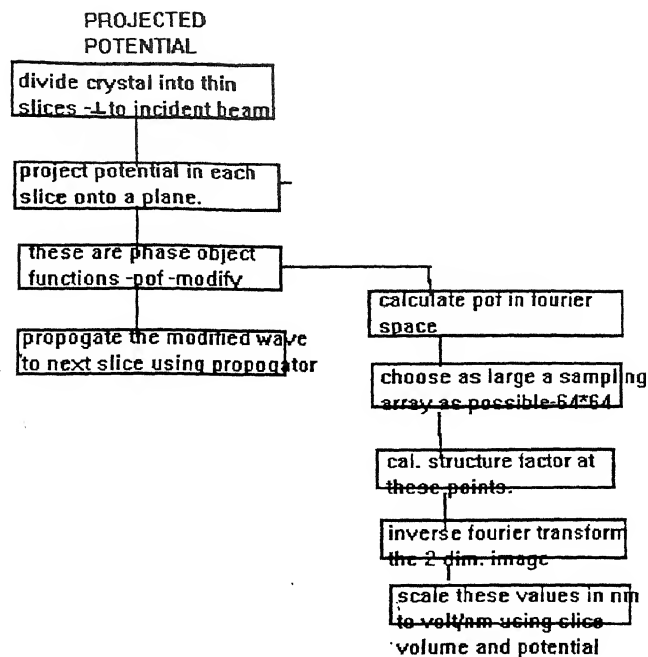 PROJECTED
POTENTIAL
divide crystal into thin
slices -⊥ to incident beam
project potential in each
slice onto a plane.
these are phase object
functions -pof -modify
propogate the modified wave
to next slice using propogator
calculate pof in fourier
space
choose as large a sampling
array as possible-64*64
cal. structure factor at
these points.
inverse fourier transform
the 2 dim. image
scale these values in nm
to volt/nm using slice
volume and potential